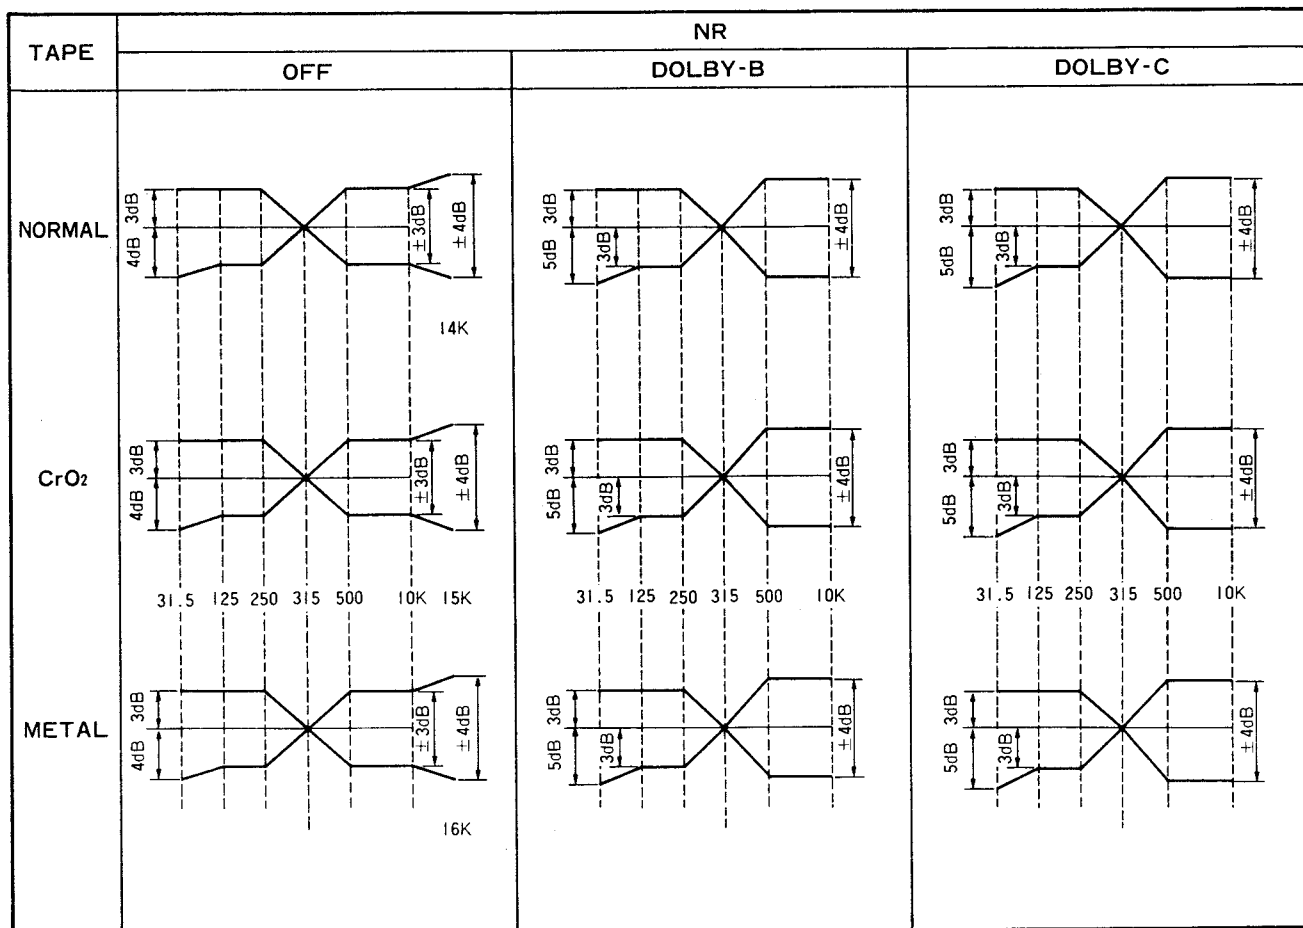 TAPE
NR
OFF
DOLBY-B
DOLBY-C
NORMAL
3dB
4dB
±3dB
±4dB
14K
3dB
5dB
3dB
±4dB
3dB
5dB
3dB
±4dB
CrO₂
3dB
4dB
±3dB
±4dB
3dB
5dB
3dB
±4dB
3dB
5dB
3dB
±4dB
31.5 125 250 315 500 10K 15K
31.5 125 250 315 500 10K
31.5 125 250 315 500 10K
METAL
3dB
4dB
±3dB
±4dB
16K
3dB
5dB
3dB
±4dB
3dB
5dB
3dB
±4dB